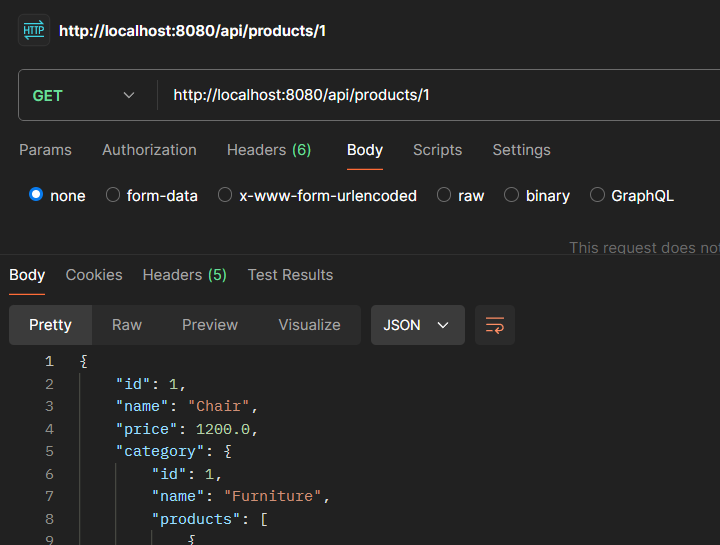 HTTP http://localhost:8080/api/products/1
GET http://localhost:8080/api/products/1
Params Authorization Headers (6) Body Scripts Settings
none form-data x-www-form-urlencoded raw binary GraphQL
This request does not
Body Cookies Headers (5) Test Results
Pretty Raw Preview Visualize JSON
1 {
2 "id": 1,
3 "name": "Chair",
4 "price": 1200.0,
5 "category": {
6 "id": 1,
7 "name": "Furniture",
8 "products": [
9 {